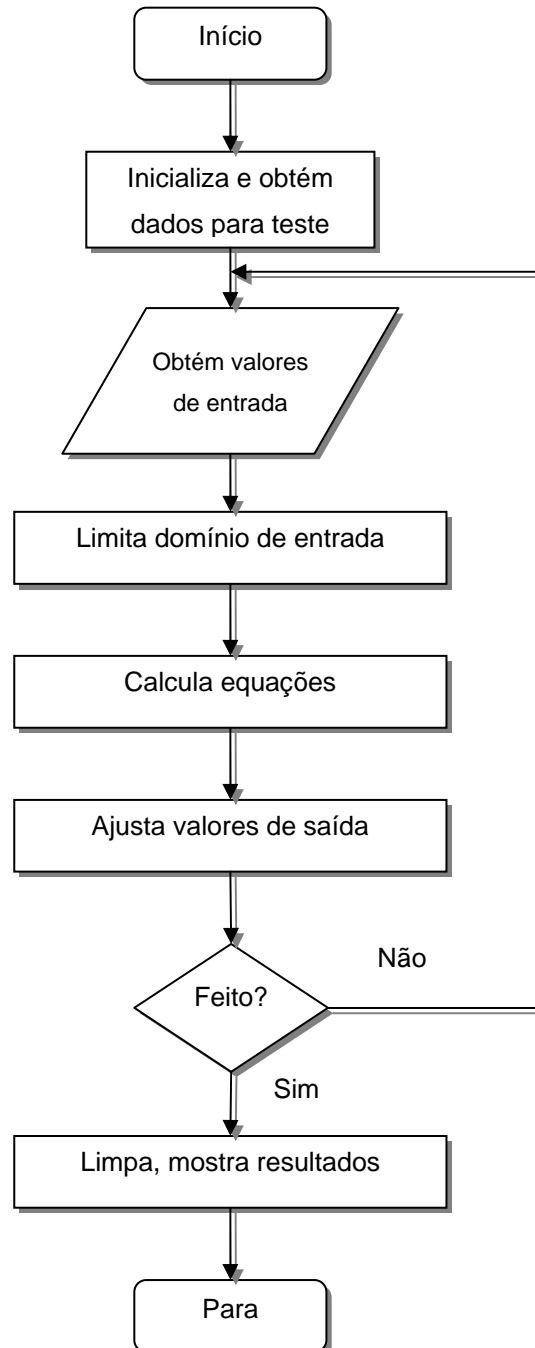 Início
Inicializa e obtém
dados para teste
Obtém valores
de entrada
Limita domínio de entrada
Calcula equações
Ajusta valores de saída
Não
Feito?
Sim
Limpa, mostra resultados
Para